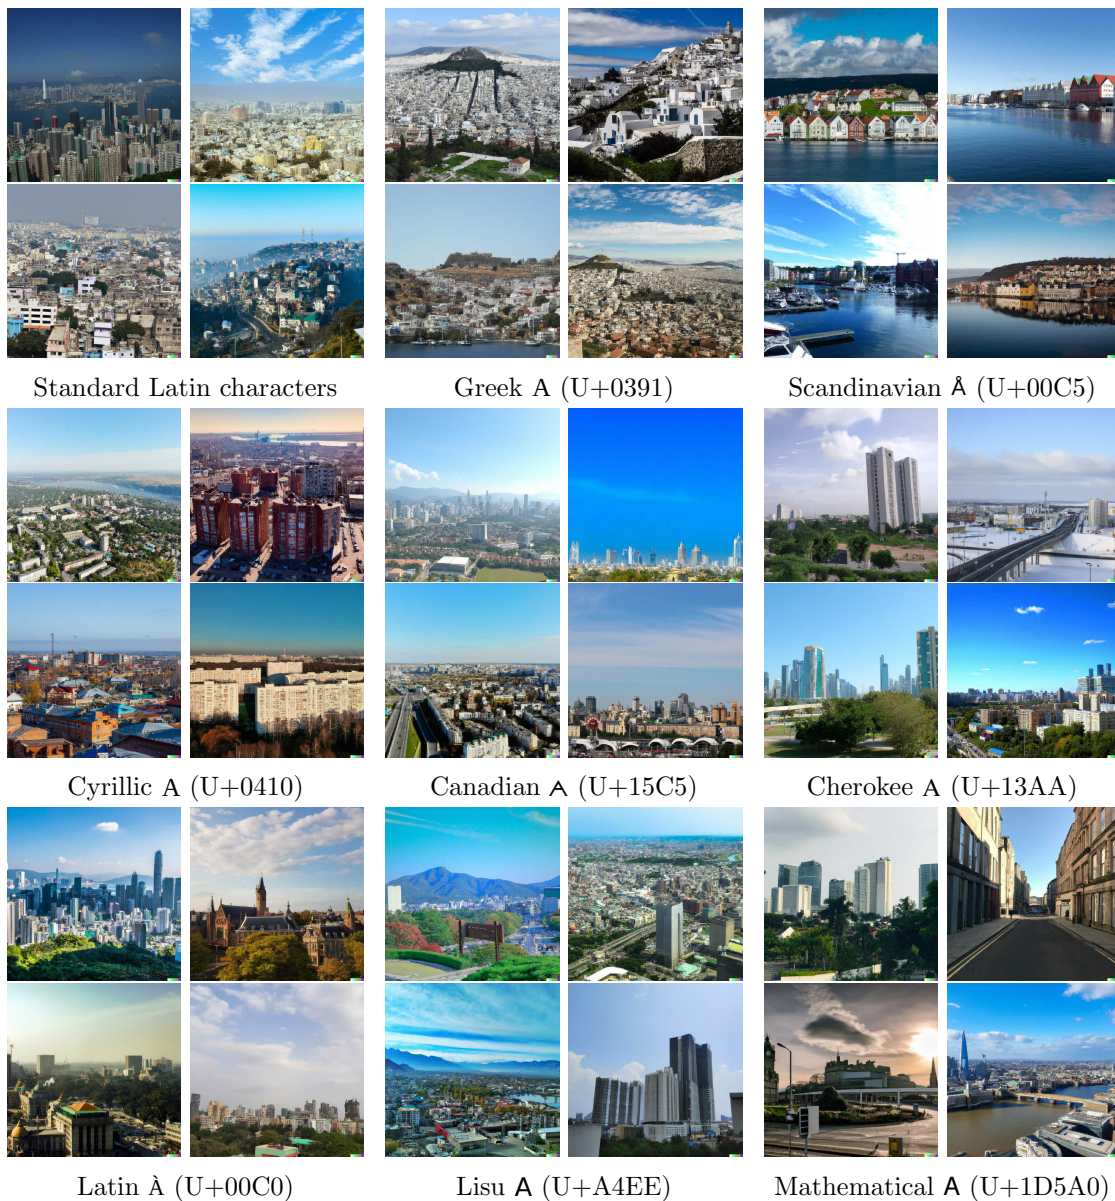 Standard Latin characters
Greek Α (U+0391)
Scandinavian Å (U+00C5)
Cyrillic А (U+0410)
Canadian ᗅ (U+15C5)
Cherokee Ꭺ (U+13AA)
Latin À (U+00C0)
Lisu ꓮ (U+A4EE)
Mathematical 𝖠 (U+1D5A0)